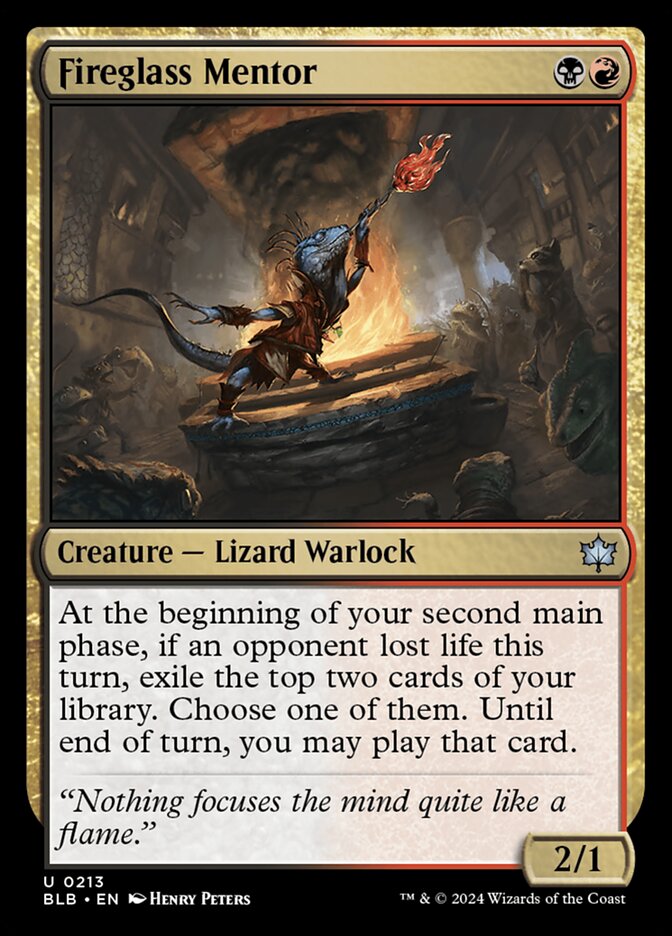 Fireglass Mentor
Creature — Lizard Warlock
At the beginning of your second main
phase, if an opponent lost life this
turn, exile the top two cards of your
library. Choose one of them. Until
end of turn, you may play that card.
“Nothing focuses the mind quite like a
flame.”
2/1
U 0213
BLB • EN Henry Peters
™ & © 2024 Wizards of the Coast